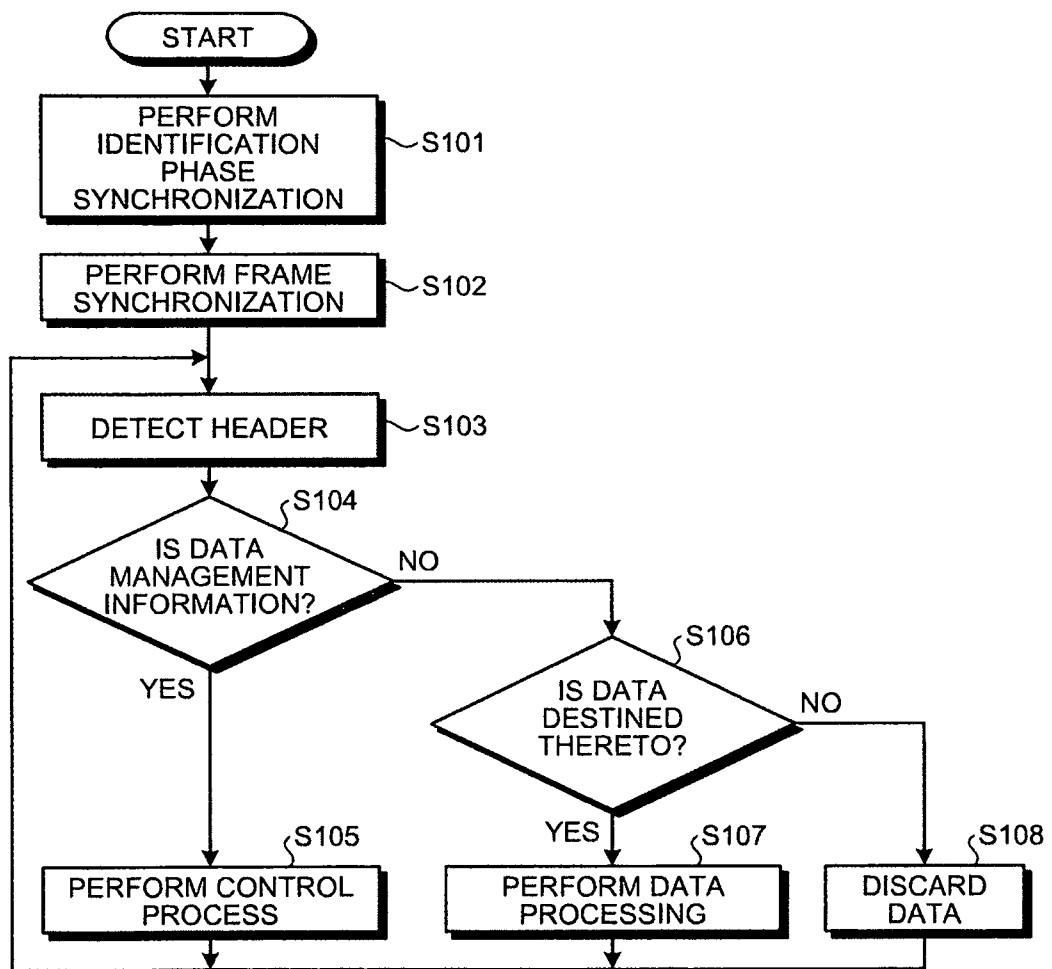 START
PERFORM
IDENTIFICATION
PHASE
SYNCHRONIZATION
S101
PERFORM FRAME
SYNCHRONIZATION
S102
DETECT HEADER
S103
S104
IS DATA
MANAGEMENT
INFORMATION?
NO
YES
S106
IS DATA
DESTINED
THERETO?
NO
YES
S105
PERFORM CONTROL
PROCESS
S107
PERFORM DATA
PROCESSING
S108
DISCARD
DATA